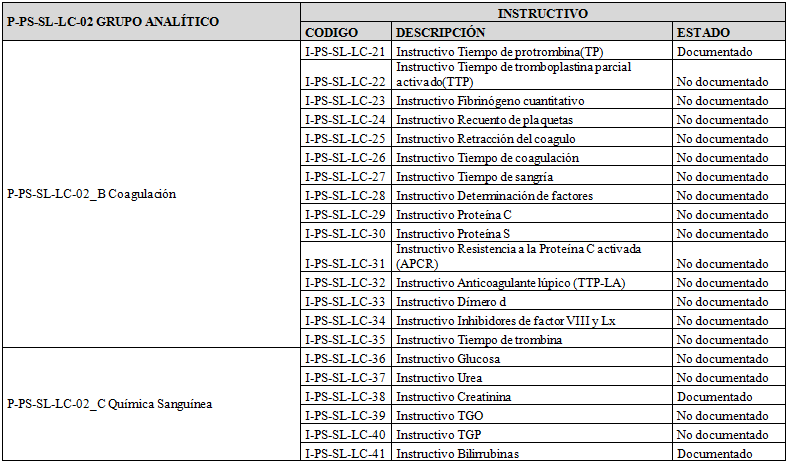 P-PS-SL-LC-02 GRUPO ANALÍTICO
INSTRUCTIVO
CODIGO DESCRIPCIÓN ESTADO
P-PS-SL-LC-02_B Coagulación
I-PS-SL-LC-21 Instructivo Tiempo de protrombina(TP) Documentado
Instructivo Tiempo de tromboplastina parcial
I-PS-SL-LC-22 activado(TTP) No documentado
I-PS-SL-LC-23 Instructivo Fibrinógeno cuantitativo No documentado
I-PS-SL-LC-24 Instructivo Recuento de plaquetas No documentado
I-PS-SL-LC-25 Instructivo Retracción del coagulo No documentado
I-PS-SL-LC-26 Instructivo Tiempo de coagulación No documentado
I-PS-SL-LC-27 Instructivo Tiempo de sangría No documentado
I-PS-SL-LC-28 Instructivo Determinación de factores No documentado
I-PS-SL-LC-29 Instructivo Proteína C No documentado
I-PS-SL-LC-30 Instructivo Proteína S No documentado
Instructivo Resistencia a la Proteína C activada
I-PS-SL-LC-31 (APCR) No documentado
I-PS-SL-LC-32 Instructivo Anticoagulante lúpico (TTP-LA) No documentado
I-PS-SL-LC-33 Instructivo Dímero d No documentado
I-PS-SL-LC-34 Instructivo Inhibidores de factor VIII y Lx No documentado
I-PS-SL-LC-35 Instructivo Tiempo de trombina No documentado
P-PS-SL-LC-02_C Química Sanguínea
I-PS-SL-LC-36 Instructivo Glucosa No documentado
I-PS-SL-LC-37 Instructivo Urea No documentado
I-PS-SL-LC-38 Instructivo Creatinina Documentado
I-PS-SL-LC-39 Instructivo TGO No documentado
I-PS-SL-LC-40 Instructivo TGP No documentado
I-PS-SL-LC-41 Instructivo Bilirrubinas Documentado